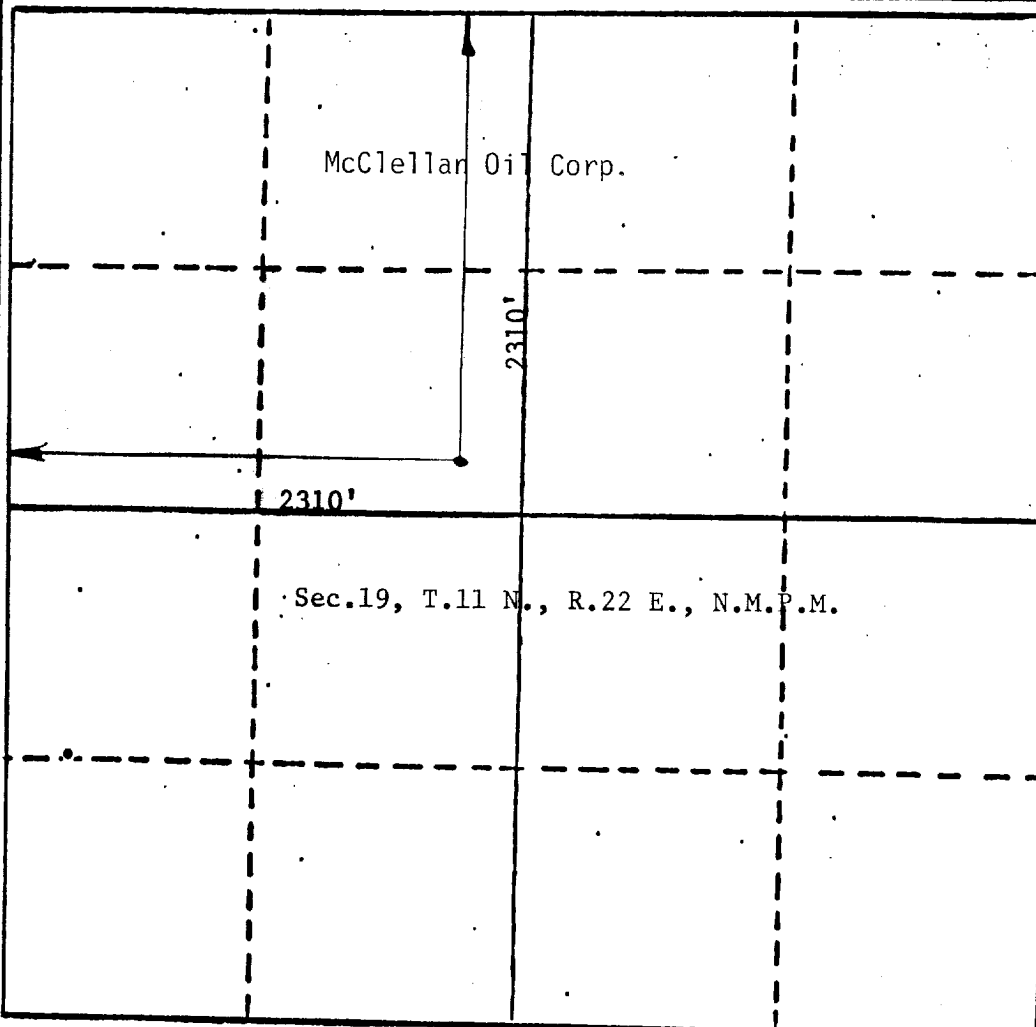 McClellan Oil Corp.
2310'
2310'
Sec.19, T.11 N., R.22 E., N.M.P.M.